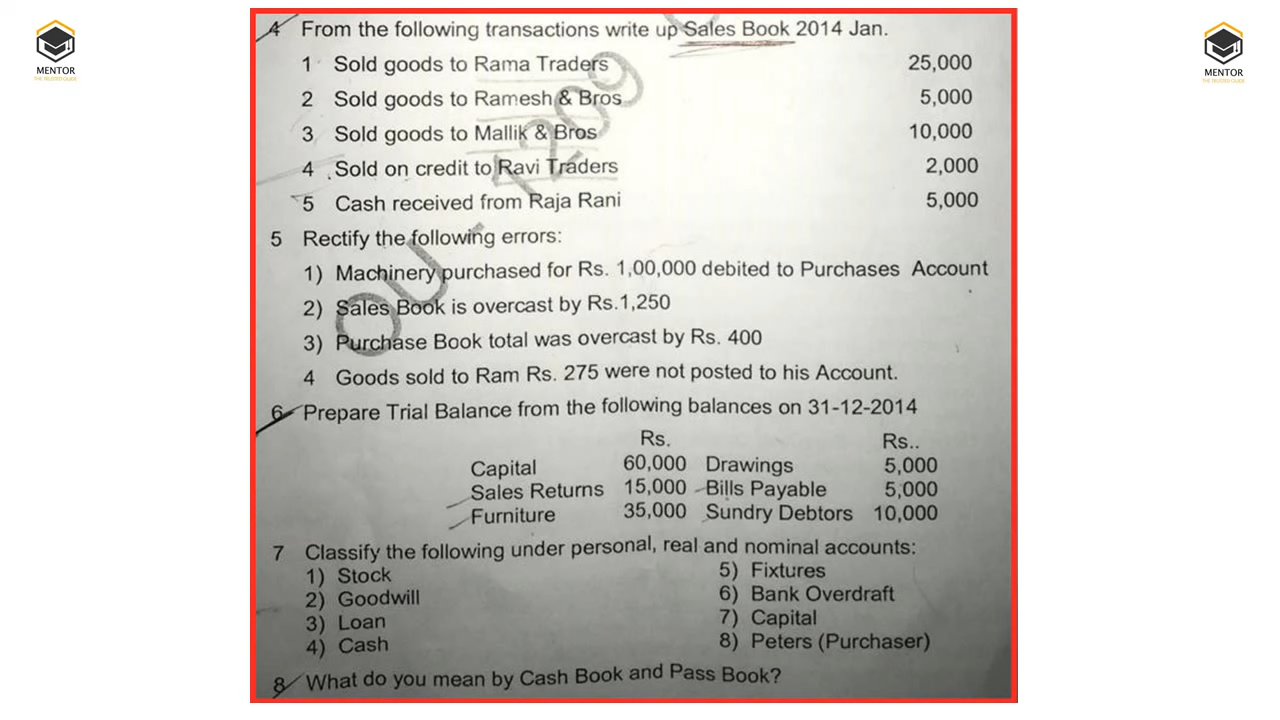 MENTOR
THE TRUSTED GUIDE
MENTOR
THE TRUSTED GUIDE
4 From the following transactions write up Sales Book 2014 Jan.
1 Sold goods to Rama Traders 25,000
2 Sold goods to Ramesh & Bros 5,000
3 Sold goods to Mallik & Bros 10,000
4 Sold on credit to Ravi Traders 2,000
5 Cash received from Raja Rani 5,000
5 Rectify the following errors:
1) Machinery purchased for Rs. 1,00,000 debited to Purchases Account
2) Sales Book is overcast by Rs.1,250
3) Purchase Book total was overcast by Rs. 400
4 Goods sold to Ram Rs. 275 were not posted to his Account.
6 Prepare Trial Balance from the following balances on 31-12-2014
Rs. Rs..
Capital 60,000 Drawings 5,000
Sales Returns 15,000 Bills Payable 5,000
Furniture 35,000 Sundry Debtors 10,000
7 Classify the following under personal, real and nominal accounts:
1) Stock 5) Fixtures
2) Goodwill 6) Bank Overdraft
3) Loan 7) Capital
4) Cash 8) Peters (Purchaser)
8 What do you mean by Cash Book and Pass Book?
OU - 1209